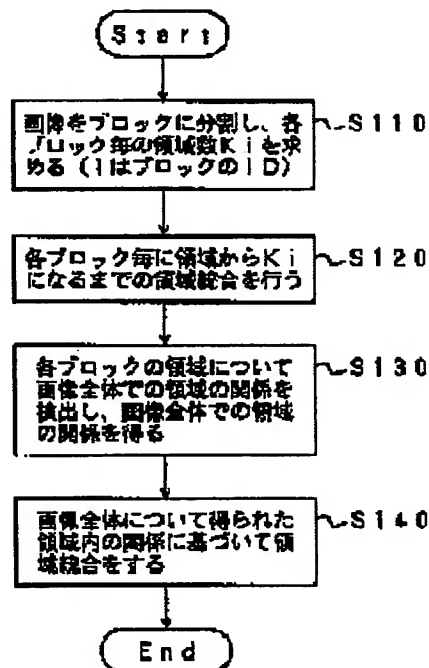 Start
画像をブロックに分割し、各
ブロック毎の領域数Kiを求
める（iはブロックのID）
S110
各ブロック毎に領域からKi
になるまでの領域統合を行う
S120
各ブロックの領域について
画像全体での領域の関係を
検出し、画像全体での領域
の関係を得る
S130
画像全体について得られた
領域内の関係に基づいて領
域統合をする
S140
End